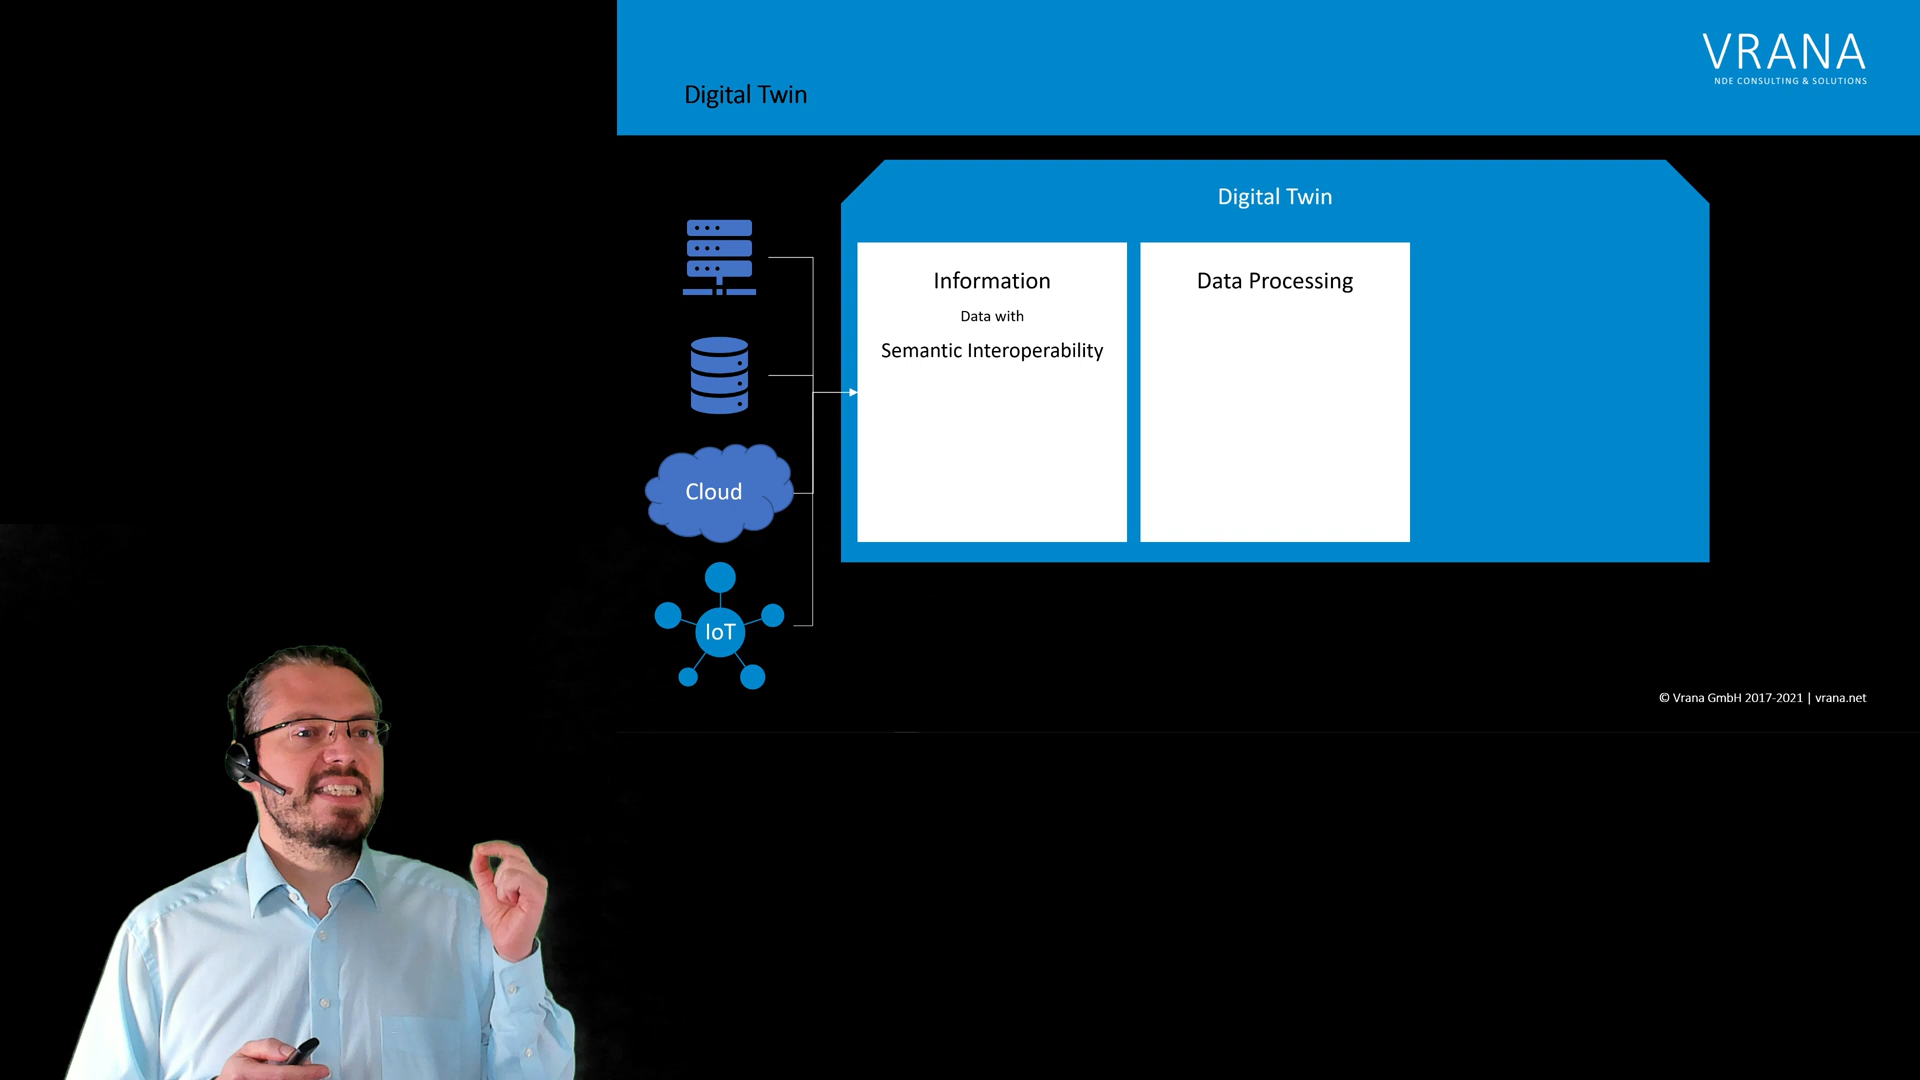 VRANA
NDE CONSULTING & SOLUTIONS
Digital Twin
Digital Twin
Information
Data with
Semantic Interoperability
Data Processing
Cloud
IoT
© Vrana GmbH 2017-2021 | vrana.net